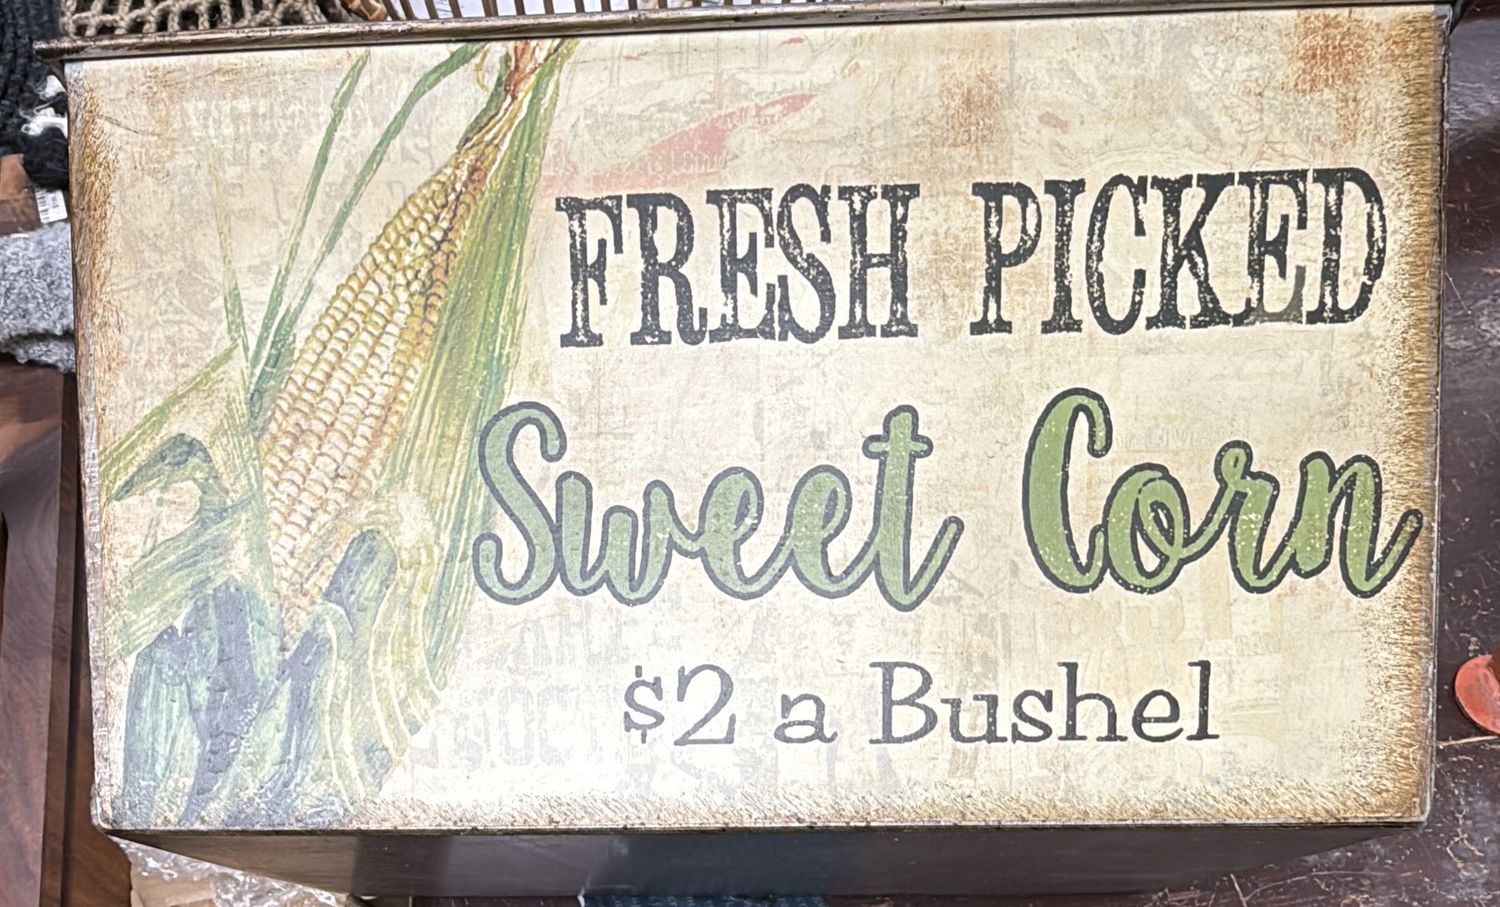 FRESH PICKED
Sweet Corn
$2 a Bushel